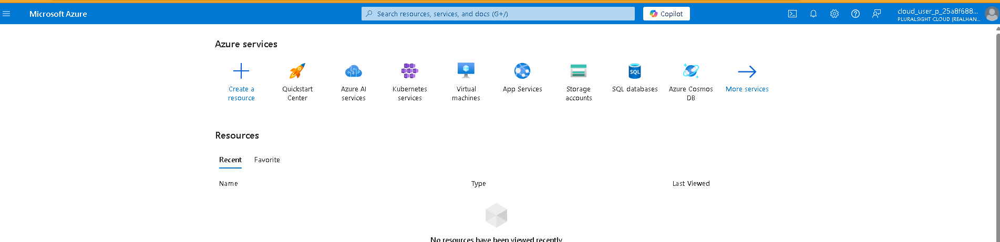 Microsoft Azure
Search resources, services, and docs (G+/)
Copilot
cloud_user_p_25a8f688...
PLURALSIGHT CLOUD (REALHAN...
Azure services
Create a resource
Quickstart Center
Azure AI services
Kubernetes services
Virtual machines
App Services
Storage accounts
SQL
SQL databases
Azure Cosmos DB
More services
Resources
Recent
Favorite
Name
Type
Last Viewed
No resources have been viewed recently